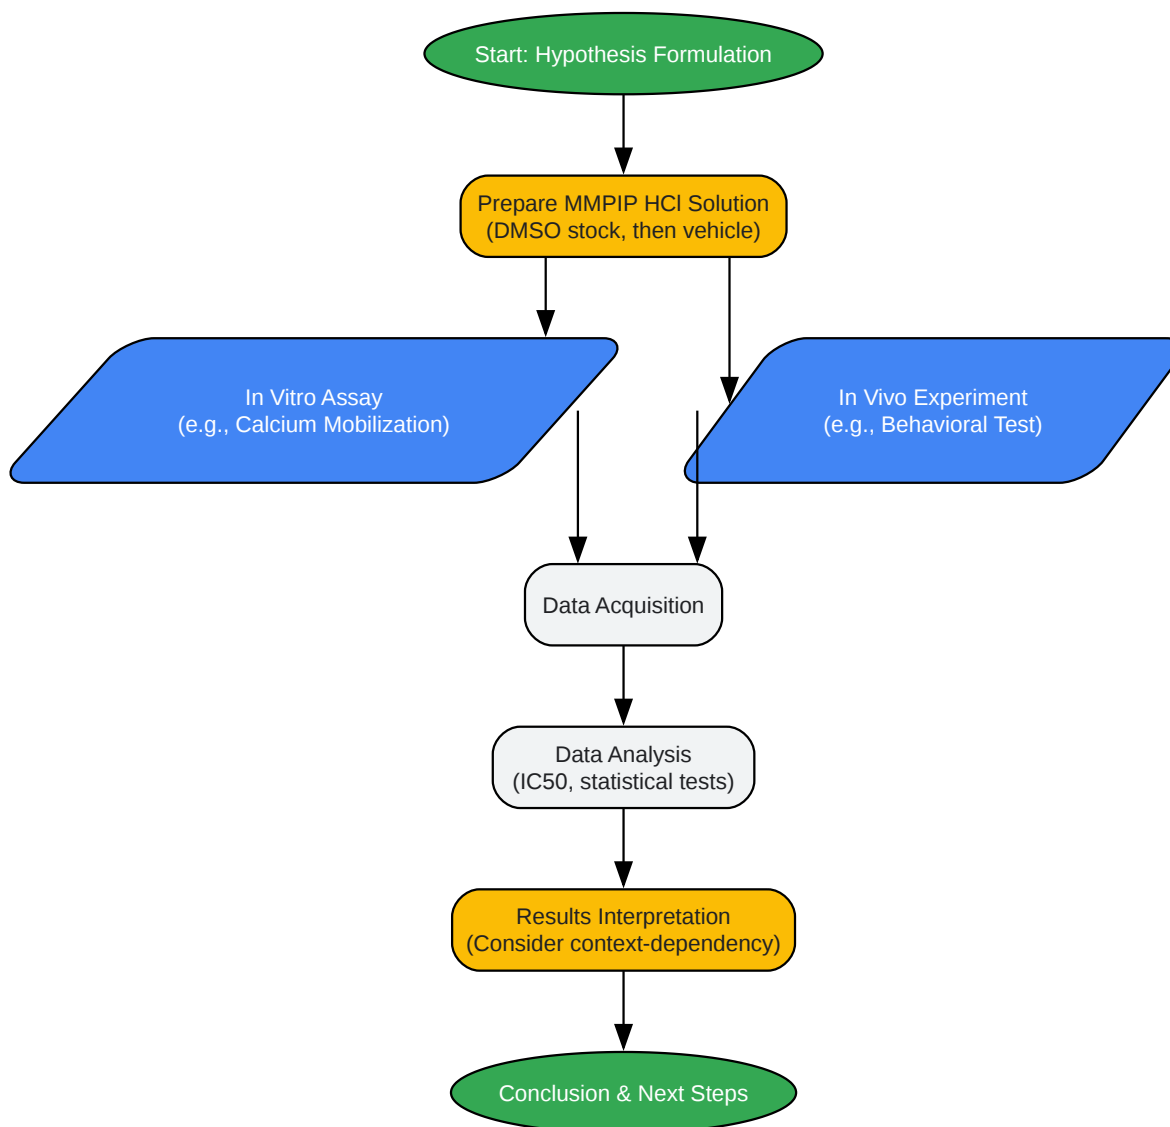 Start: Hypothesis Formulation
Prepare MMPIP HCl Solution
(DMSO stock, then vehicle)
In Vitro Assay
(e.g., Calcium Mobilization)
In Vivo Experiment
(e.g., Behavioral Test)
Data Acquisition
Data Analysis
(IC50, statistical tests)
Results Interpretation
(Consider context-dependency)
Conclusion & Next Steps